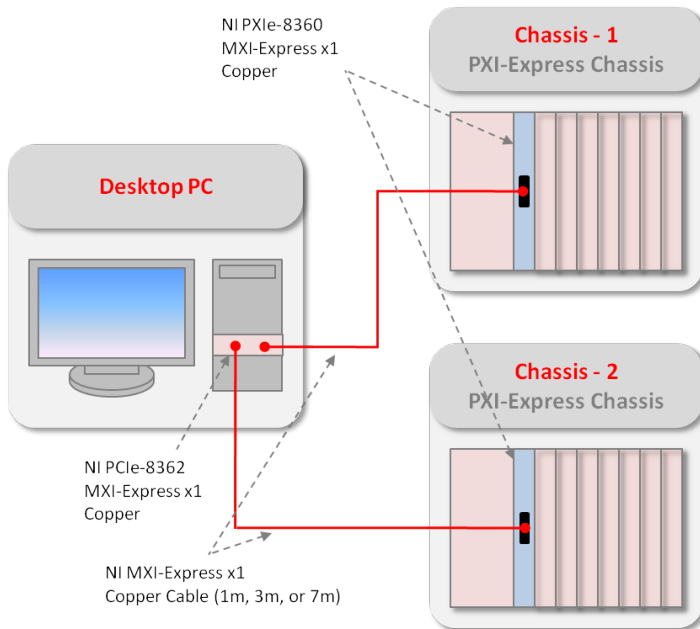 NI PXIe-8360
MXI-Express x1
Copper
Chassis - 1
PXI-Express Chassis
Desktop PC
Chassis - 2
PXI-Express Chassis
NI PCIe-8362
MXI-Express x1
Copper
NI MXI-Express x1
Copper Cable (1m, 3m, or 7m)